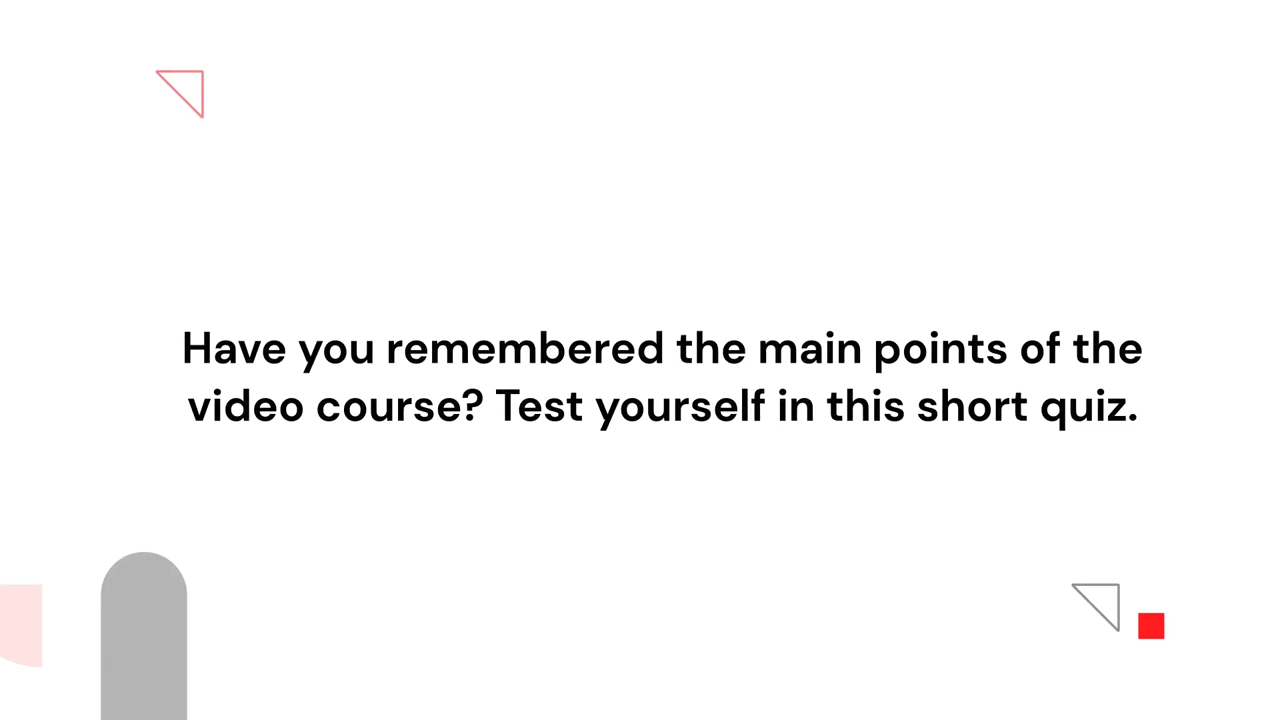 Have you remembered the main points of the
video course? Test yourself in this short quiz.